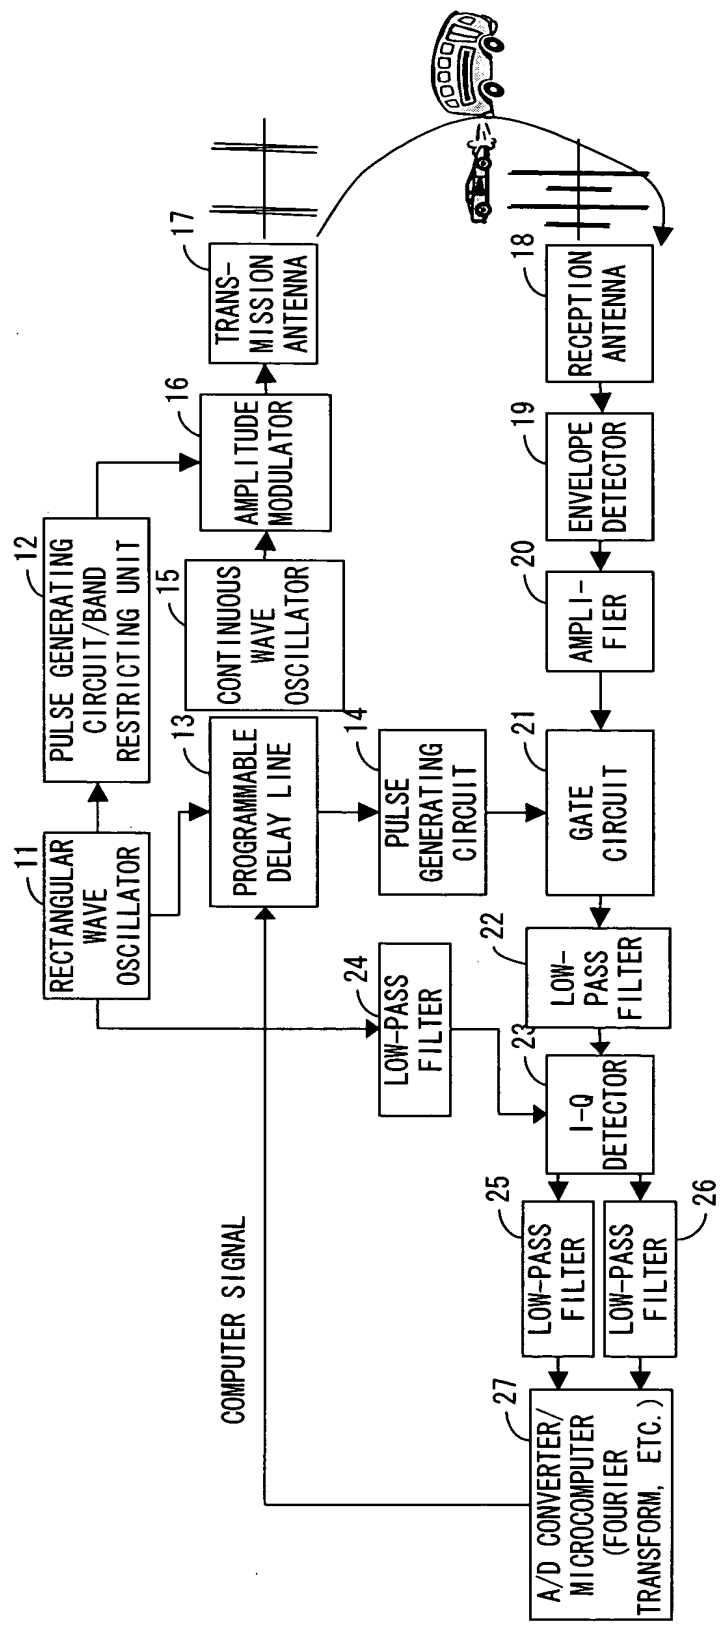 11
RECTANGULAR
WAVE
OSCILLATOR
12
PULSE GENERATING
CIRCUIT/BAND
RESTRICTING UNIT
13
PROGRAMMABLE
DELAY LINE
15
CONTINUOUS
WAVE
OSCILLATOR
16
AMPLITUDE
MODULATOR
17
TRANS-
MISSION
ANTENNA
COMPUTER SIGNAL
24
LOW-PASS
FILTER
14
PULSE
GENERATING
CIRCUIT
27
A/D CONVERTER/
MICROCOMPUTER
(FOURIER
TRANSFORM, ETC.)
25
LOW-PASS
FILTER
26
LOW-PASS
FILTER
23
I-Q
DETECTOR
22
LOW-
PASS
FILTER
21
GATE
CIRCUIT
20
AMPLI-
FIER
19
ENVELOPE
DETECTOR
18
RECEPTION
ANTENNA